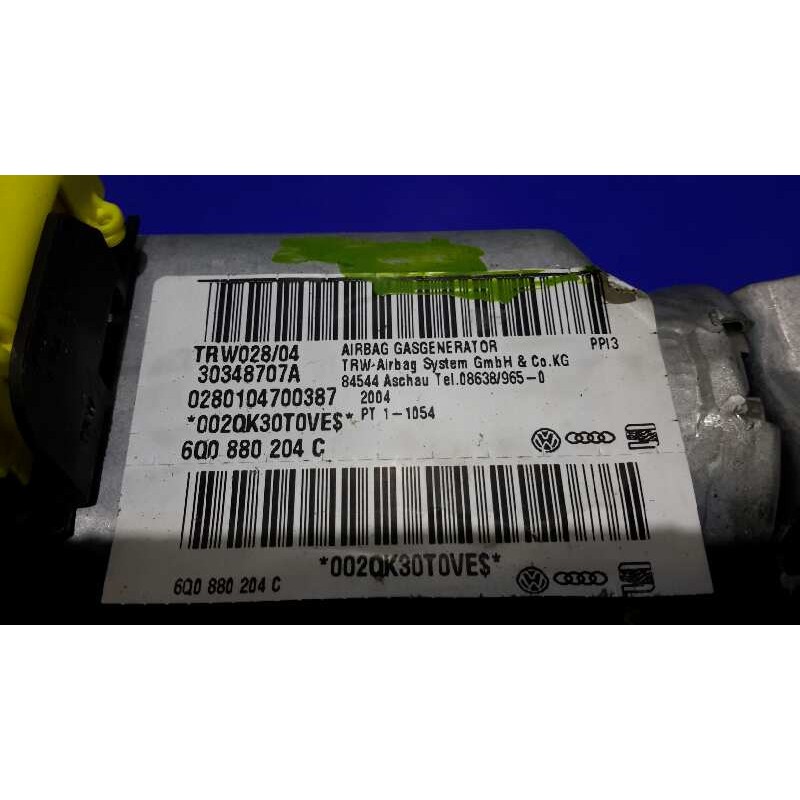 TRW028/04
30348707A
0280104700387
*002QK30T0VE$*
6Q0 880 204 C
AIRBAG GASGENERATOR PPI3
TRW-Airbag System GmbH & Co.KG
84544 Aschau Tel.08638/965-0
2004
PT 1-1054
*002QK30T0VE$*
6Q0 880 204 C